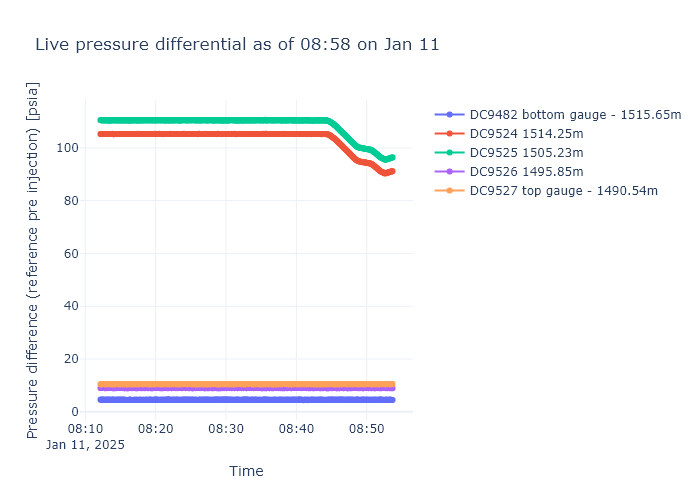 Live pressure differential as of 08:58 on Jan 11
Pressure difference (reference pre injection) [psia]
100
80
60
40
20
0
08:10
08:20
08:30
08:40
08:50
Jan 11, 2025
Time
DC9482 bottom gauge - 1515.65m
DC9524 1514.25m
DC9525 1505.23m
DC9526 1495.85m
DC9527 top gauge - 1490.54m